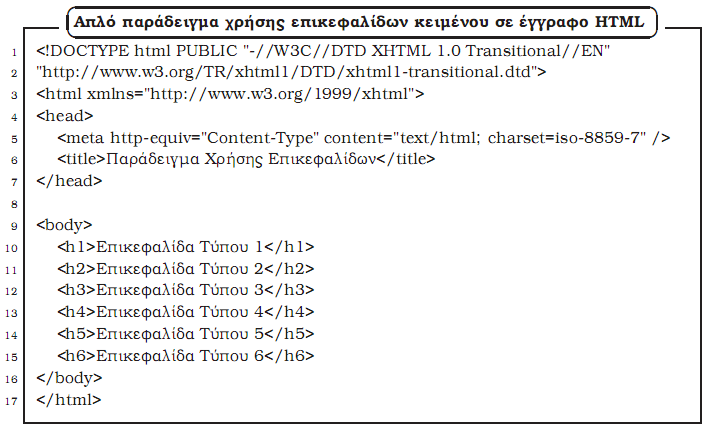 Απλό παράδειγμα χρήσης επικεφαλίδων κειμένου σε έγγραφο HTML
1 <!DOCTYPE html PUBLIC "-//W3C//DTD XHTML 1.0 Transitional//EN"
2 "http://www.w3.org/TR/xhtml1/DTD/xhtml1-transitional.dtd">
3 <html xmlns="http://www.w3.org/1999/xhtml">
4 <head>
5 <meta http-equiv="Content-Type" content="text/html; charset=iso-8859-7" />
6 <title>Παράδειγμα Χρήσης Επικεφαλίδων</title>
7 </head>
8
9 <body>
10 <h1>Επικεφαλίδα Τύπου 1</h1>
11 <h2>Επικεφαλίδα Τύπου 2</h2>
12 <h3>Επικεφαλίδα Τύπου 3</h3>
13 <h4>Επικεφαλίδα Τύπου 4</h4>
14 <h5>Επικεφαλίδα Τύπου 5</h5>
15 <h6>Επικεφαλίδα Τύπου 6</h6>
16 </body>
17 </html>